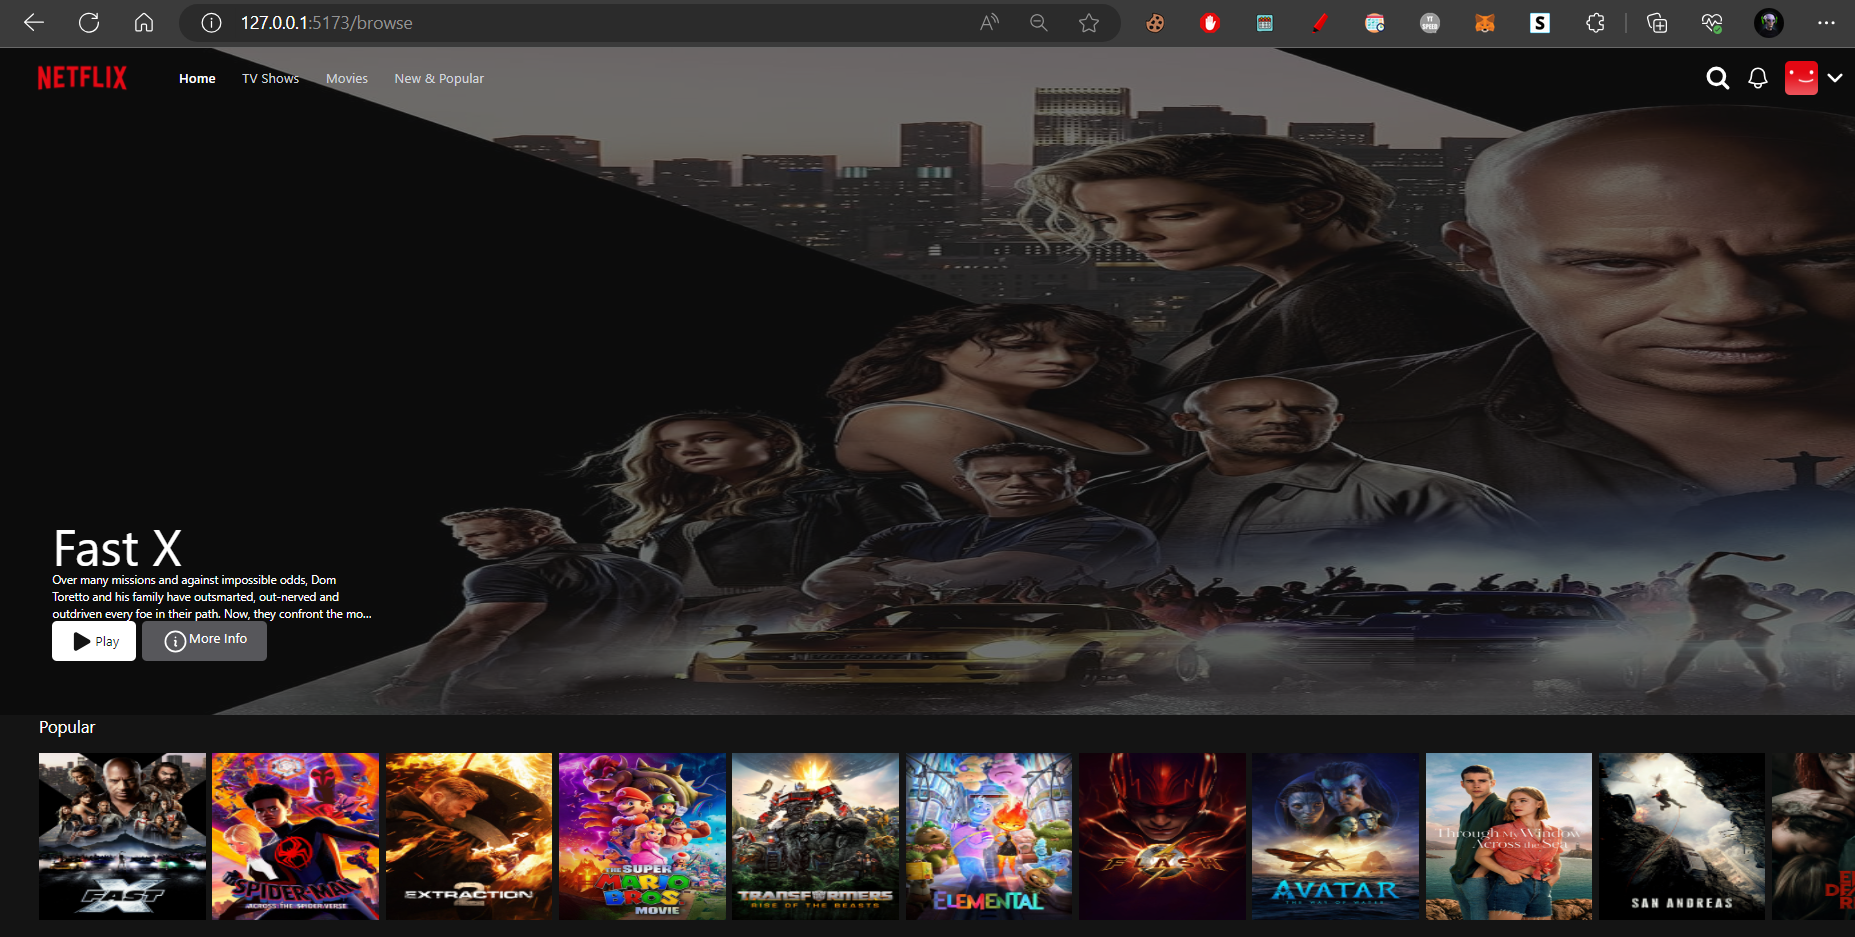 127.0.0.1:5173/browse
YT SPEED
S
NETFLIX Home TV Shows Movies New & Popular
Fast X
Over many missions and against impossible odds, Dom
Toretto and his family have outsmarted, out-nerved and
outdriven every foe in their path. Now, they confront the mo...
Play More Info
Popular
FAST X
SPIDER-MAN
ACROSS THE SPIDER-VERSE
EXTRACTION
2
THE SUPER
MARIO
BROS
MOVIE
TRANSFORMERS
RISE OF THE BEASTS
ELEMENTAL
FLASH
AVATAR
THE WAY OF WATER
Through My Window
Across the Sea
SAN ANDREAS